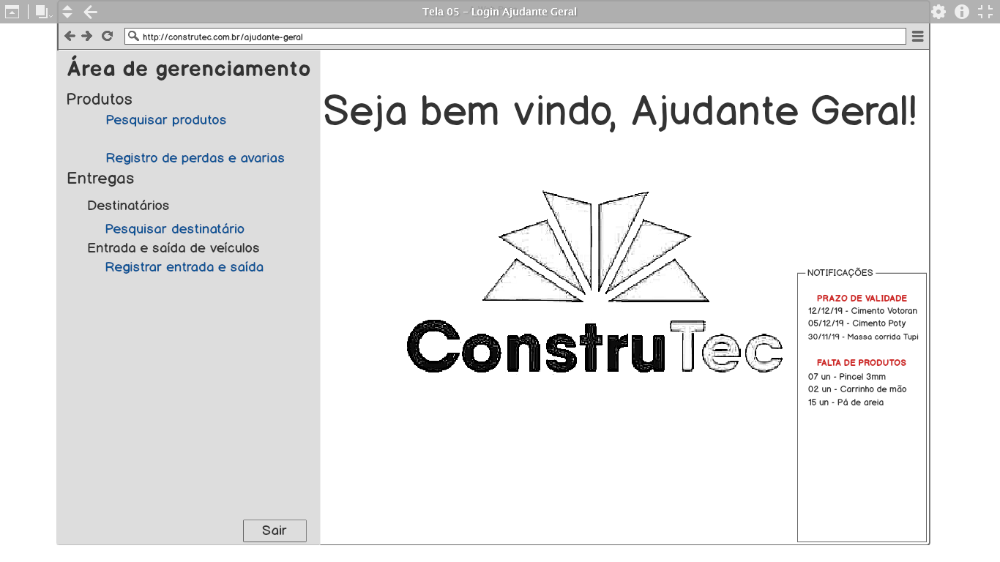 Tela 05 - Login Ajudante Geral
http://construtec.com.br/ajudante-geral
Área de gerenciamento
Produtos
Pesquisar produtos
Registro de perdas e avarias
Entregas
Destinatários
Pesquisar destinatário
Entrada e saída de veículos
Registrar entrada e saída
Sair
Seja bem vindo, Ajudante Geral!
ConstruTec
NOTIFICAÇÕES
PRAZO DE VALIDADE
12/12/19 - Cimento Votoran
05/12/19 - Cimento Poty
30/11/19 - Massa corrida Tupi
FALTA DE PRODUTOS
07 un - Pincel 3mm
02 un - Carrinho de mão
15 un - Pá de areia